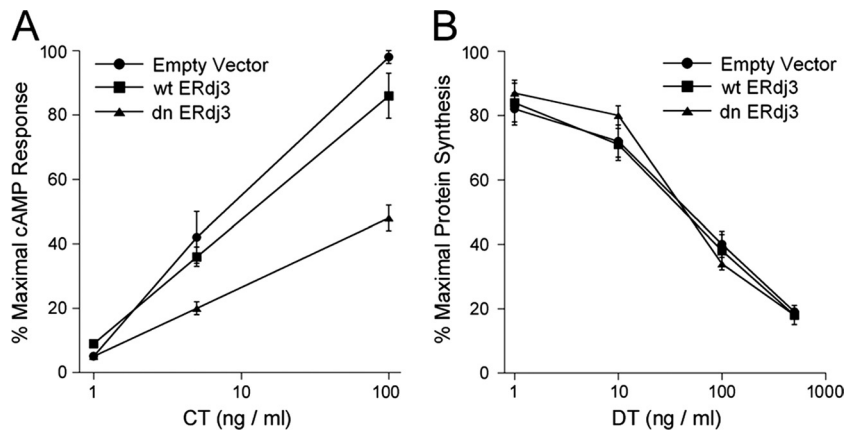 A
% Maximal cAMP Response
100
80
60
40
20
0
Empty Vector
wt ERdj3
dn ERdj3
1
10
100
CT (ng / ml)
B
% Maximal Protein Synthesis
100
80
60
40
20
0
Empty Vector
wt ERdj3
dn ERdj3
1
10
100
1000
DT (ng / ml)